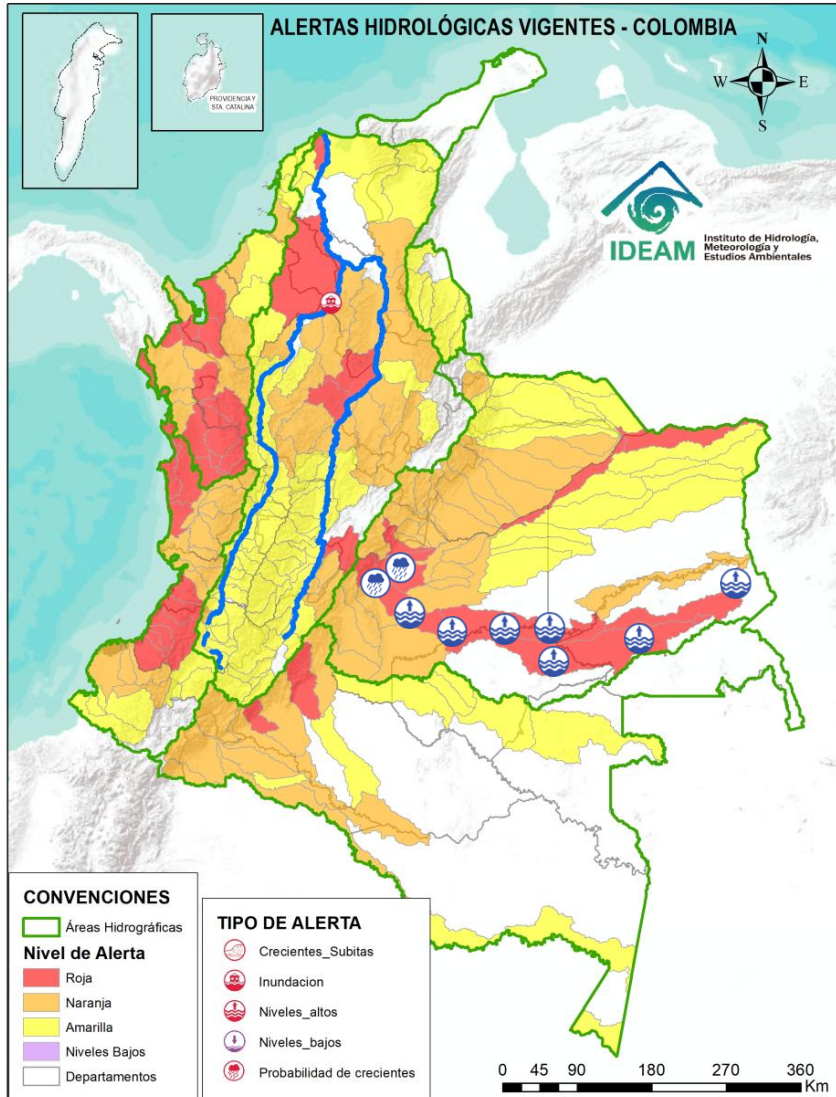 ALERTAS HIDROLÓGICAS VIGENTES - COLOMBIA
PROVIDENCIA Y
STA. CATALINA
N
W
E
S
IDEAM
Instituto de Hidrología,
Meteorología y
Estudios Ambientales
CONVENCIONES
Áreas Hidrográficas
Nivel de Alerta
Roja
Naranja
Amarilla
Niveles Bajos
Departamentos
TIPO DE ALERTA
Crecientes_Subitas
Inundacion
Niveles_altos
Niveles_bajos
Probabilidad de crecientes
0 45 90 180 270 360
Km